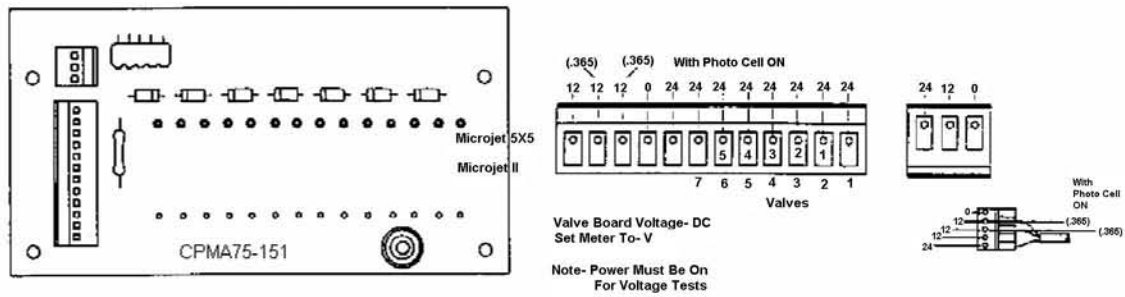 Microjet 5X5
Microjet II
CPMA75-151
(.365) (.365) With Photo Cell ON
12 12 12 0 24 24 24 24 24 24 24 24
5 4 3 2 1
7 6 5 4 3 2 1
Valves
Valve Board Voltage- DC
Set Meter To- V
Note- Power Must Be On
For Voltage Tests
24 12 0
With
Photo Cell
ON
0
12 (.365)
12 (.365)
12
24